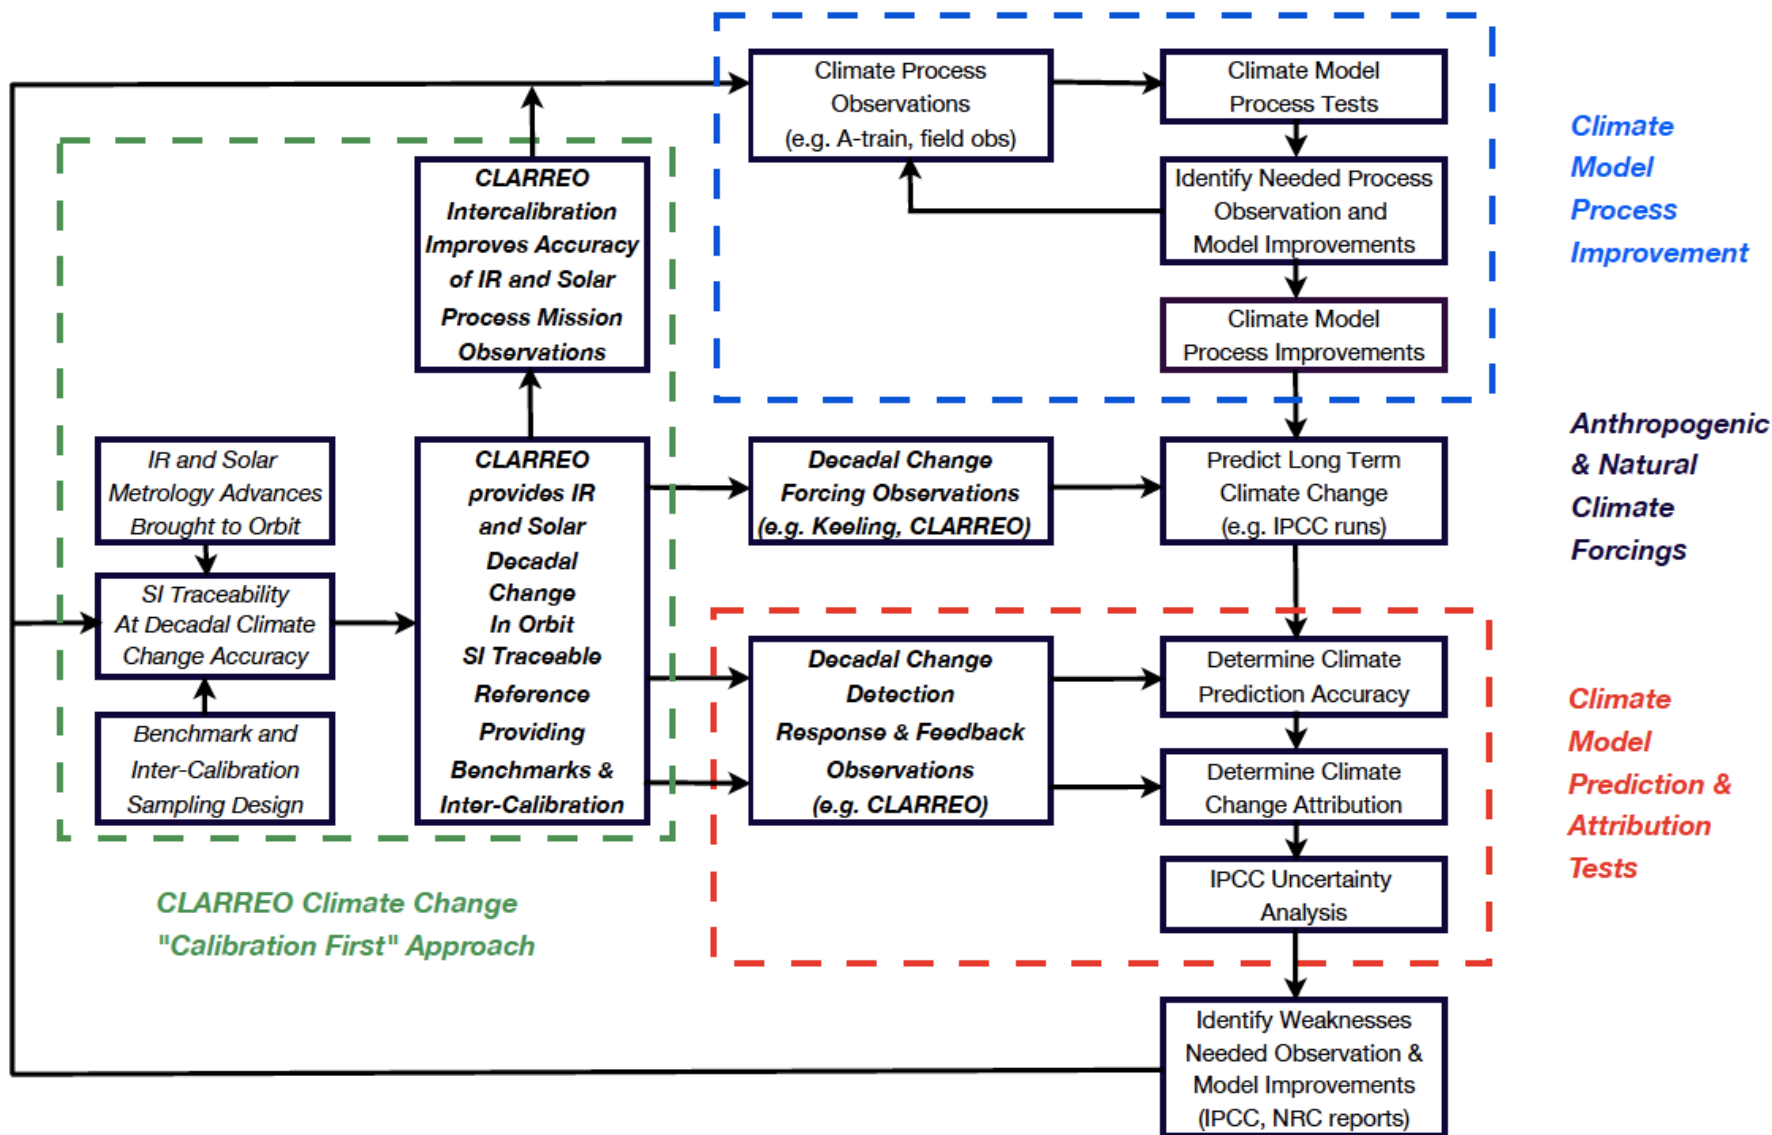 Climate Process
Observations
(e.g. A-train, field obs)
Climate Model
Process Tests
Identify Needed Process
Observation and
Model Improvements
Climate Model
Process Improvements
Climate
Model
Process
Improvement
CLARREO
Intercalibration
Improves Accuracy
of IR and Solar
Process Mission
Observations
IR and Solar
Metrology Advances
Brought to Orbit
SI Traceability
At Decadal Climate
Change Accuracy
Benchmark and
Inter-Calibration
Sampling Design
CLARREO
provides IR
and Solar
Decadal
Change
In Orbit
SI Traceable
Reference
Providing
Benchmarks &
Inter-Calibration
Decadal Change
Forcing Observations
(e.g. Keeling, CLARREO)
Predict Long Term
Climate Change
(e.g. IPCC runs)
Anthropogenic
& Natural
Climate
Forcings
Decadal Change
Detection
Response & Feedback
Observations
(e.g. CLARREO)
Determine Climate
Prediction Accuracy
Determine Climate
Change Attribution
IPCC Uncertainty
Analysis
Climate
Model
Prediction &
Attribution
Tests
CLARREO Climate Change
"Calibration First" Approach
Identify Weaknesses
Needed Observation &
Model Improvements
(IPCC, NRC reports)